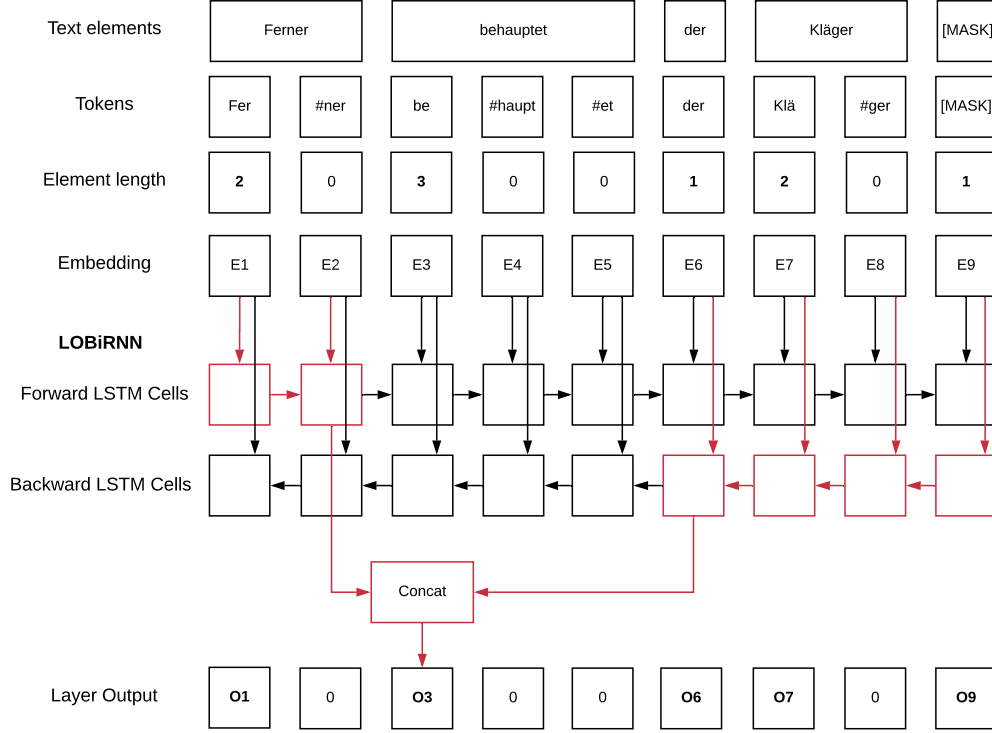 Text elements Ferner behauptet der Kläger [MASK]
Tokens Fer #ner be #haupt #et der Klä #ger [MASK]
Element length 2 0 3 0 0 1 2 0 1
Embedding E1 E2 E3 E4 E5 E6 E7 E8 E9
LOBiRNN
Forward LSTM Cells
Backward LSTM Cells
Concat
Layer Output O1 0 O3 0 0 O6 O7 0 O9